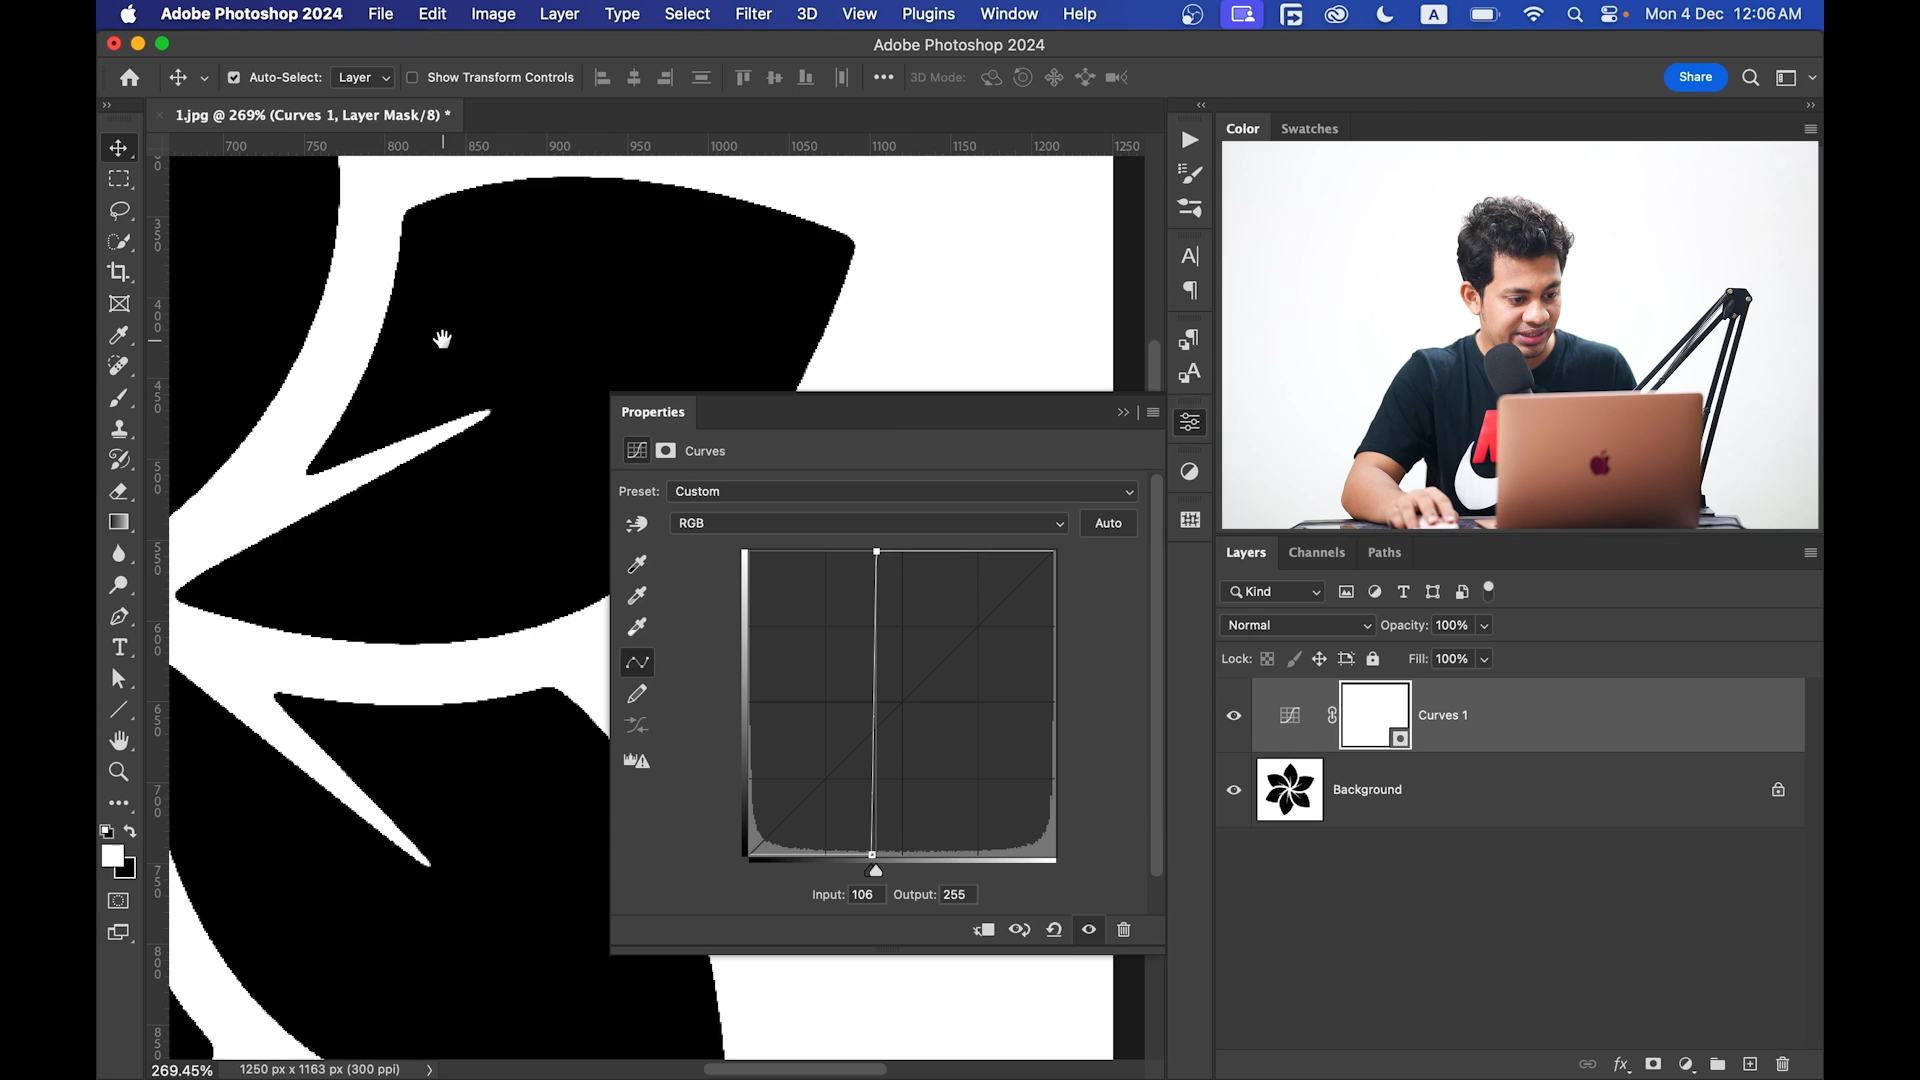 Adobe Photoshop 2024 File Edit Image Layer Type Select Filter 3D View Plugins Window Help A Mon 4 Dec 12:06 AM
Adobe Photoshop 2024
Auto-Select: Layer Show Transform Controls 3D Mode: Share
1.jpg @ 269% (Curves 1, Layer Mask/8) *
700 750 800 850 900 950 1000 1050 1100 1150 1200 1250
350
400
450
500
550
600
650
700
750
800
850
Color Swatches
Properties
Curves
Preset: Custom
RGB Auto
Input: 106 Output: 255
Layers Channels Paths
Kind
Normal Opacity: 100%
Lock: Fill: 100%
Curves 1
Background
269.45% 1250 px x 1163 px (300 ppi)